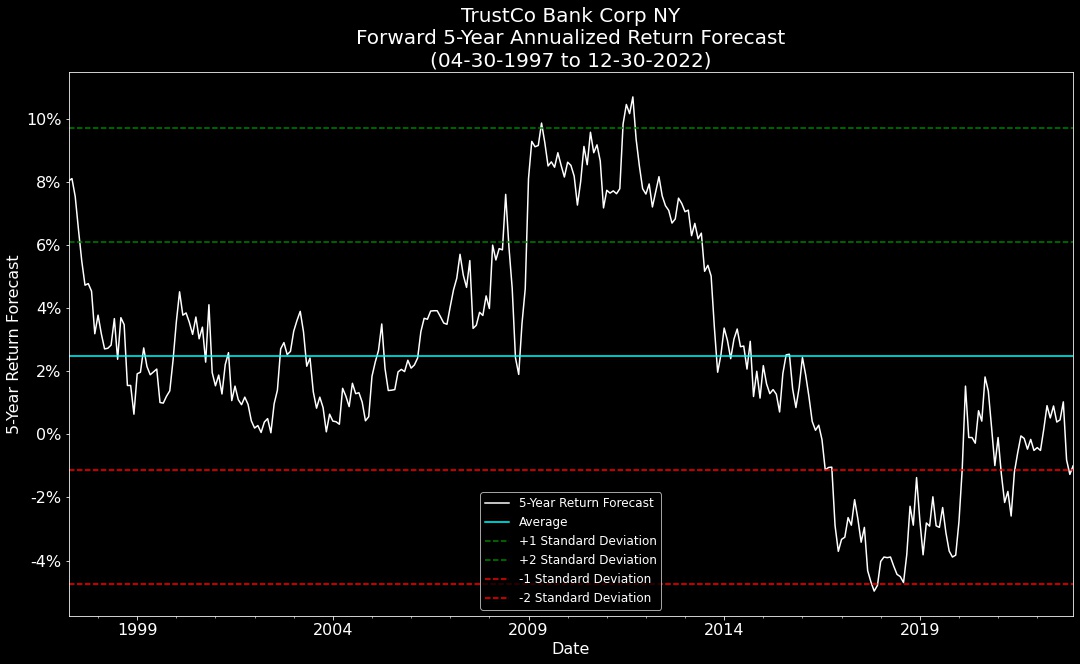 TrustCo Bank Corp NY
Forward 5-Year Annualized Return Forecast
(04-30-1997 to 12-30-2022)
5-Year Return Forecast
10%
8%
6%
4%
2%
0%
-2%
-4%
5-Year Return Forecast
Average
+1 Standard Deviation
+2 Standard Deviation
-1 Standard Deviation
-2 Standard Deviation
1999 2004 2009 2014 2019
Date